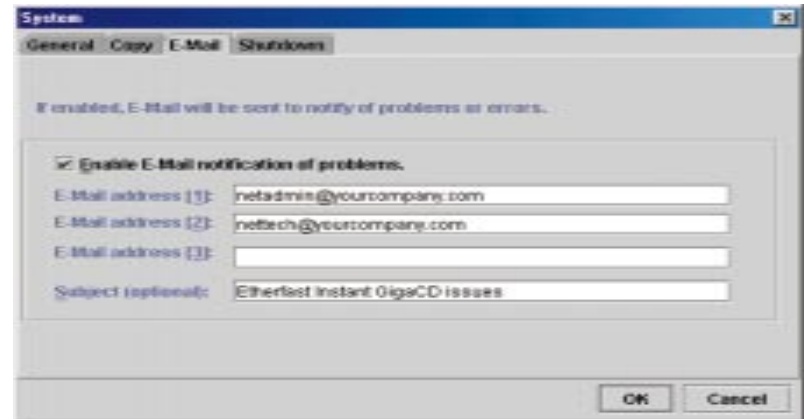 System
General Copy E-Mail Shutdown
If enabled, E-Mail will be sent to notify of problems or errors.
Enable E-Mail notification of problems.
E-Mail address [1]: netadmin@yourcompany.com
E-Mail address [2]: nettech@yourcompany.com
E-Mail address [3]:
Subject (optional): Etherfast Instant GigaCD issues
OK Cancel